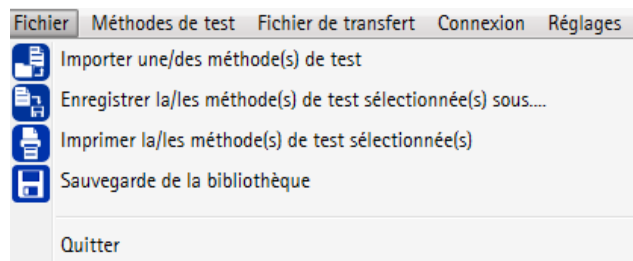 Fichier Méthodes de test Fichier de transfert Connexion Réglages
Importer une/des méthode(s) de test
Enregistrer la/les méthode(s) de test sélectionnée(s) sous....
Imprimer la/les méthode(s) de test sélectionnée(s)
Sauvegarde de la bibliothèque
Quitter